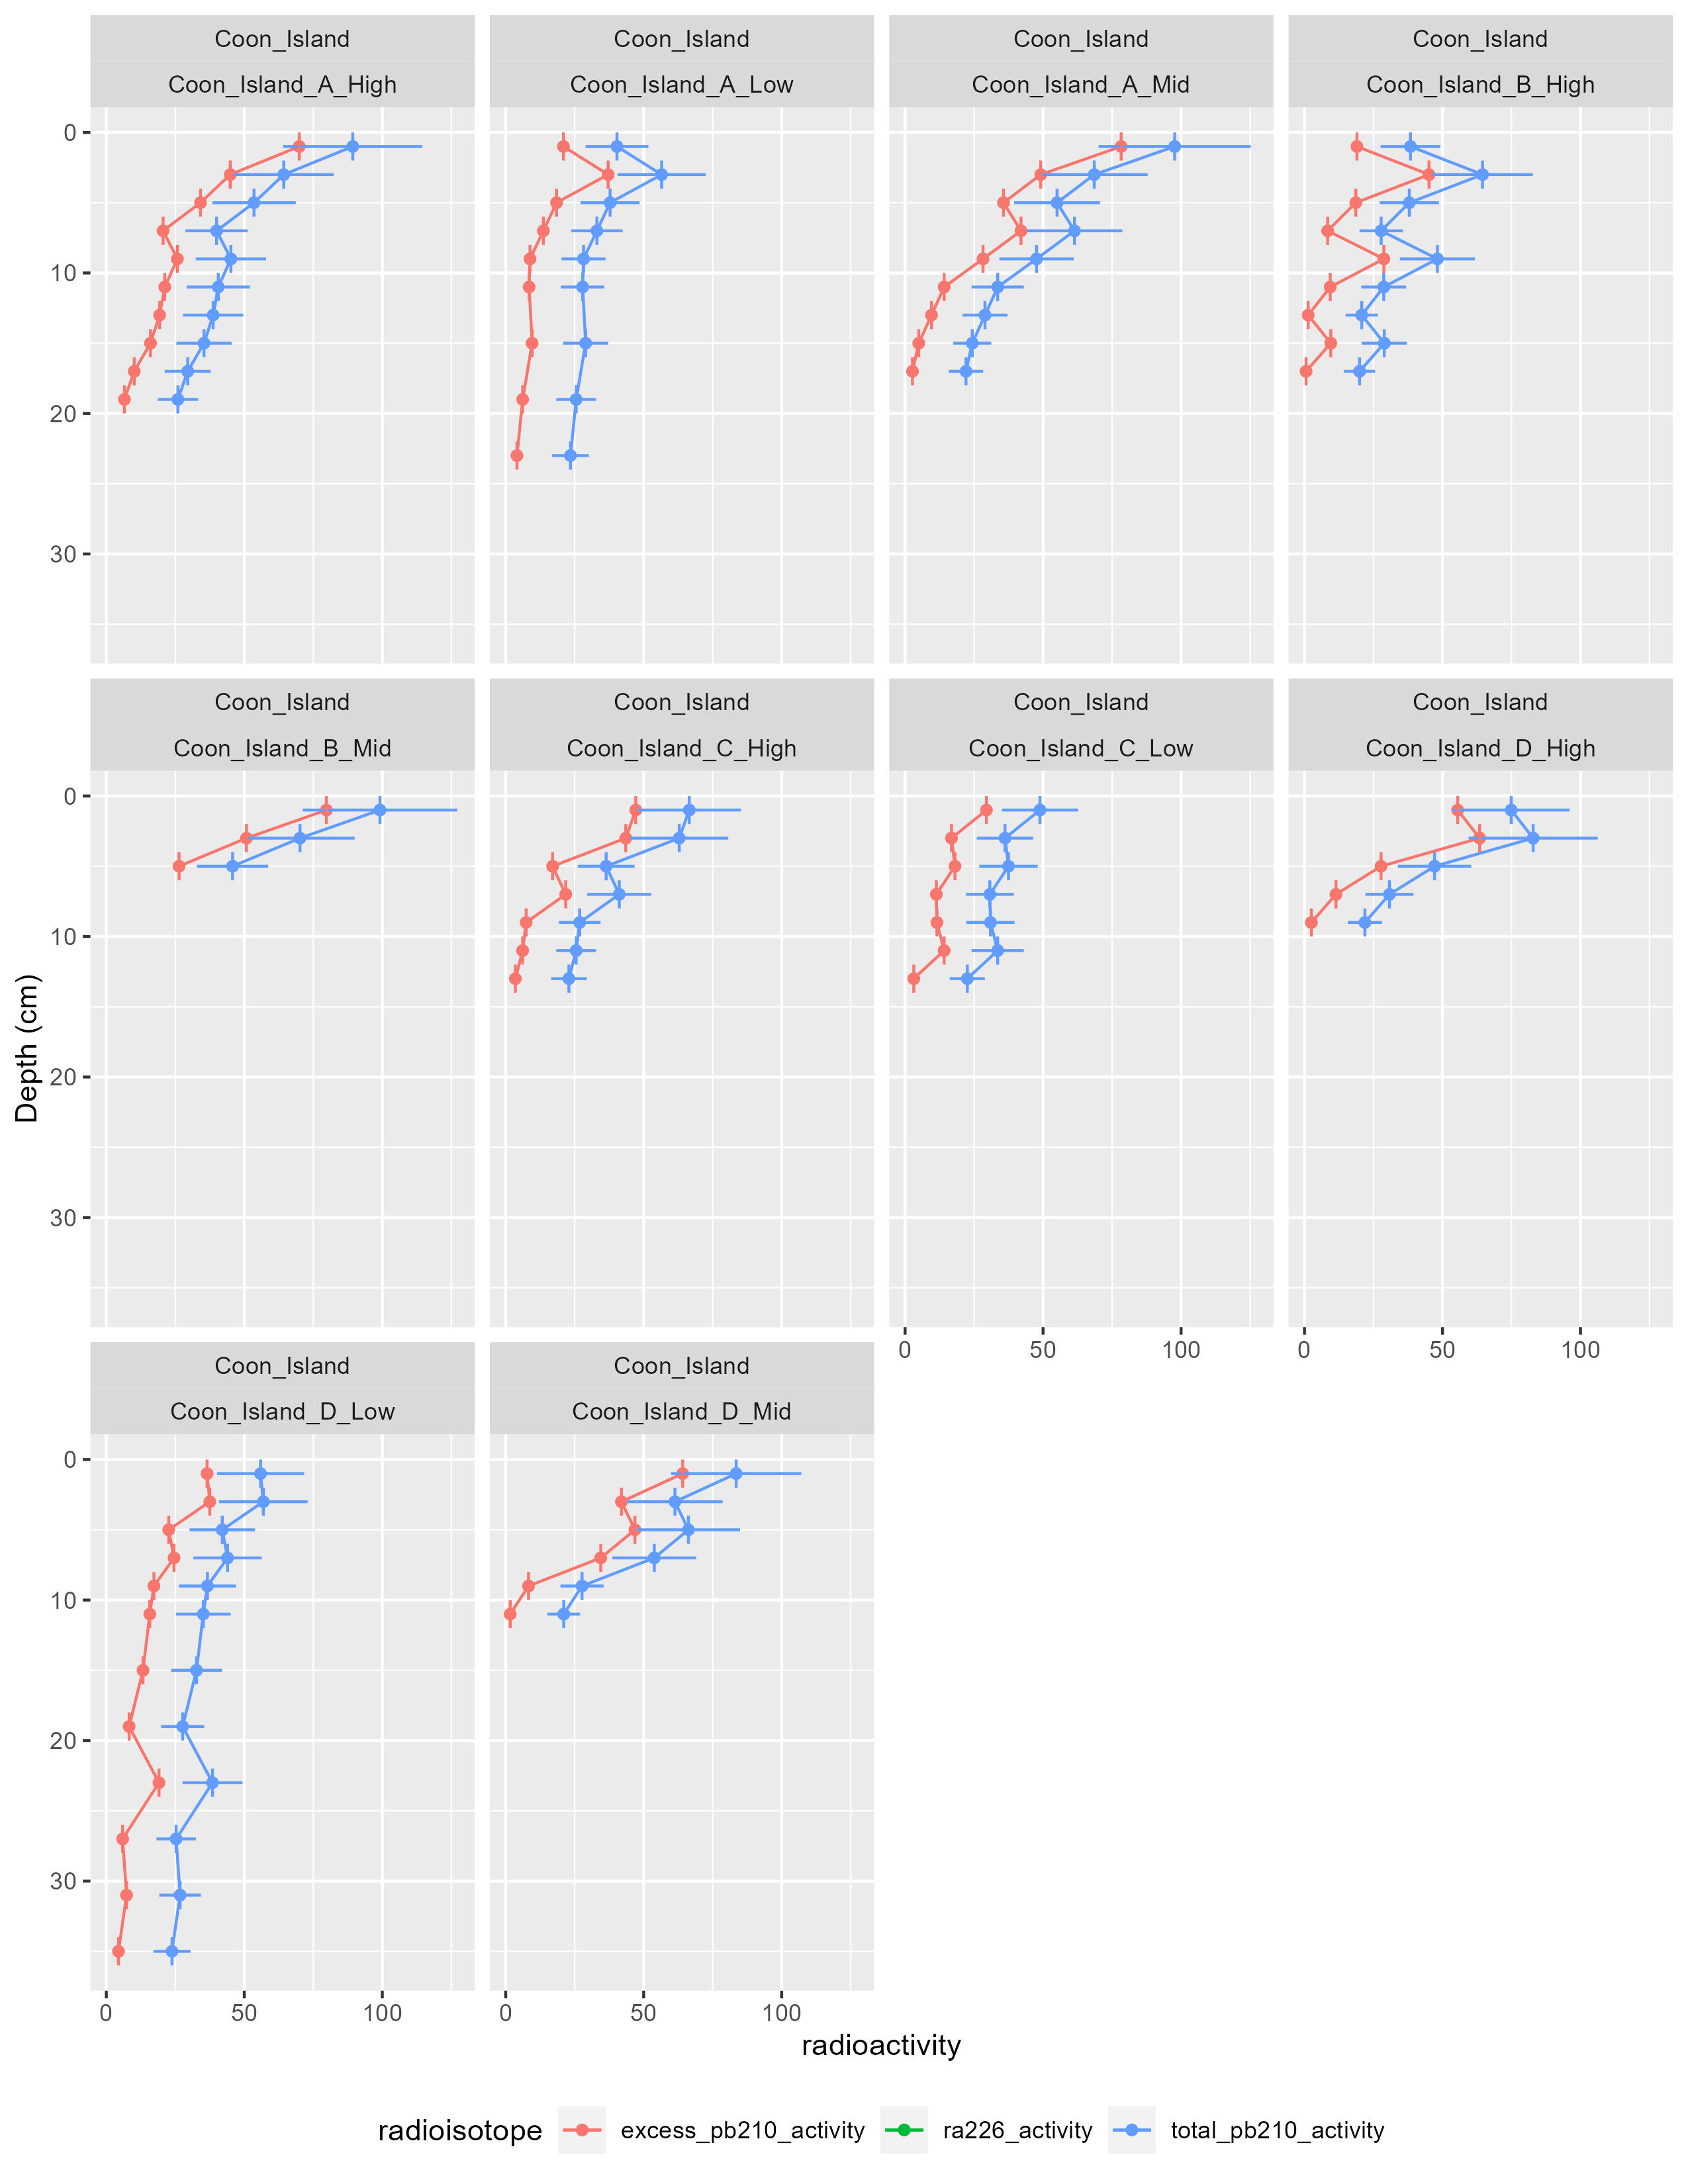 Coon_Island Coon_Island Coon_Island Coon_Island
Coon_Island_A_High Coon_Island_A_Low Coon_Island_A_Mid Coon_Island_B_High
0
10
20
30
Coon_Island Coon_Island Coon_Island Coon_Island
Coon_Island_B_Mid Coon_Island_C_High Coon_Island_C_Low Coon_Island_D_High
0
10
20
30
0 50 100 0 50 100
Depth (cm)
Coon_Island Coon_Island
Coon_Island_D_Low Coon_Island_D_Mid
0
10
20
30
0 50 100 0 50 100
radioactivity
radioisotope excess_pb210_activity ra226_activity total_pb210_activity